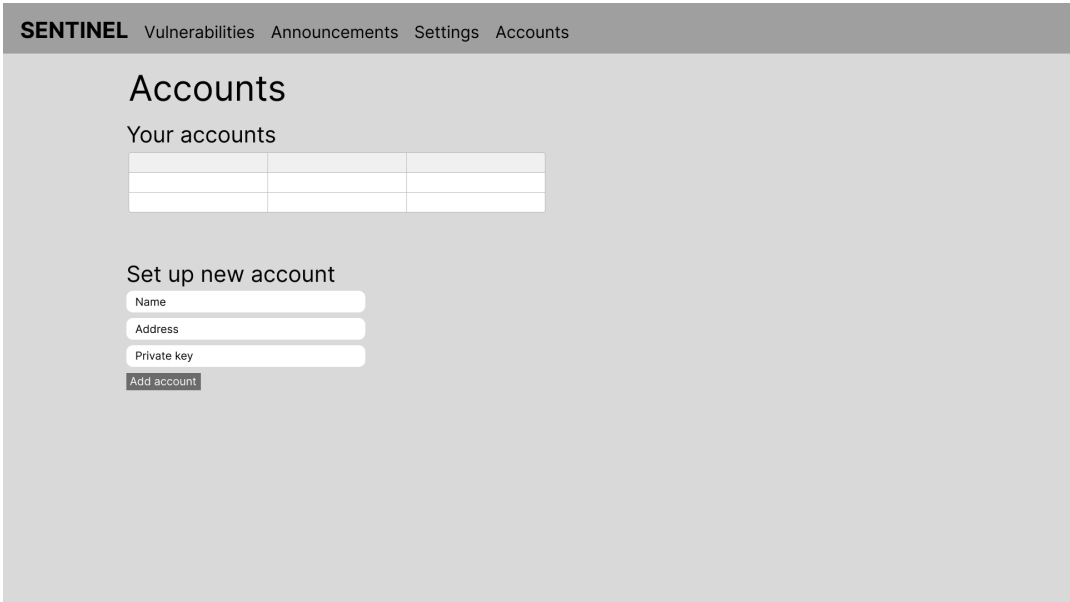 SENTINEL Vulnerabilities Announcements Settings Accounts
Accounts
Your accounts
Set up new account
Name
Address
Private key
Add account